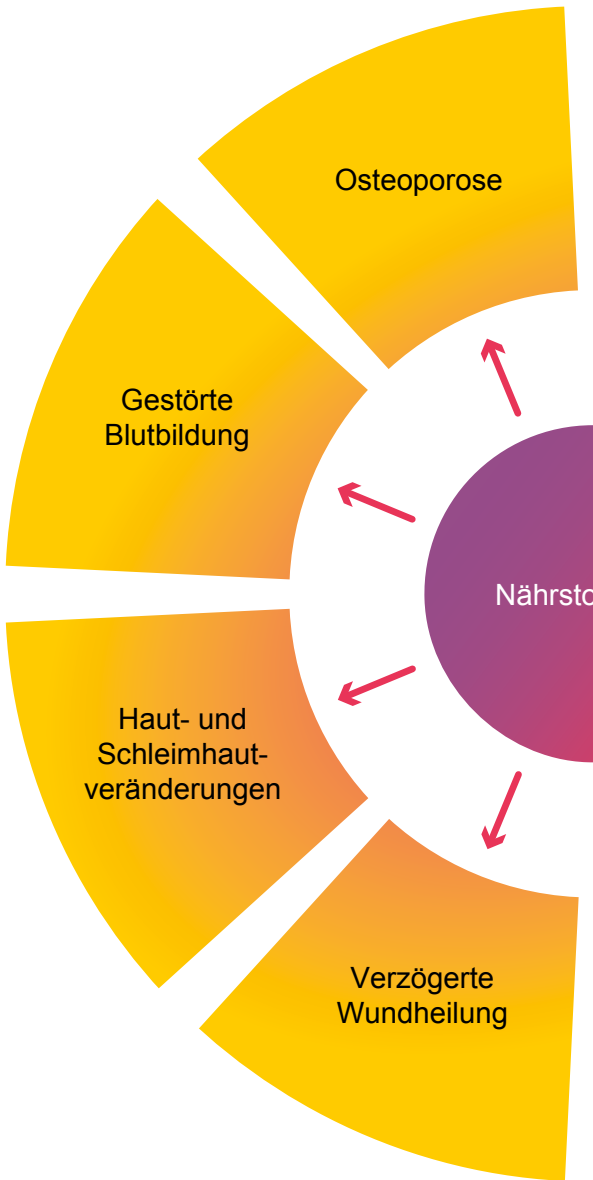 Osteoporose
Gestörte
Blutbildung
Nährsto
Haut- und
Schleimhaut-
veränderungen
Verzögerte
Wundheilung